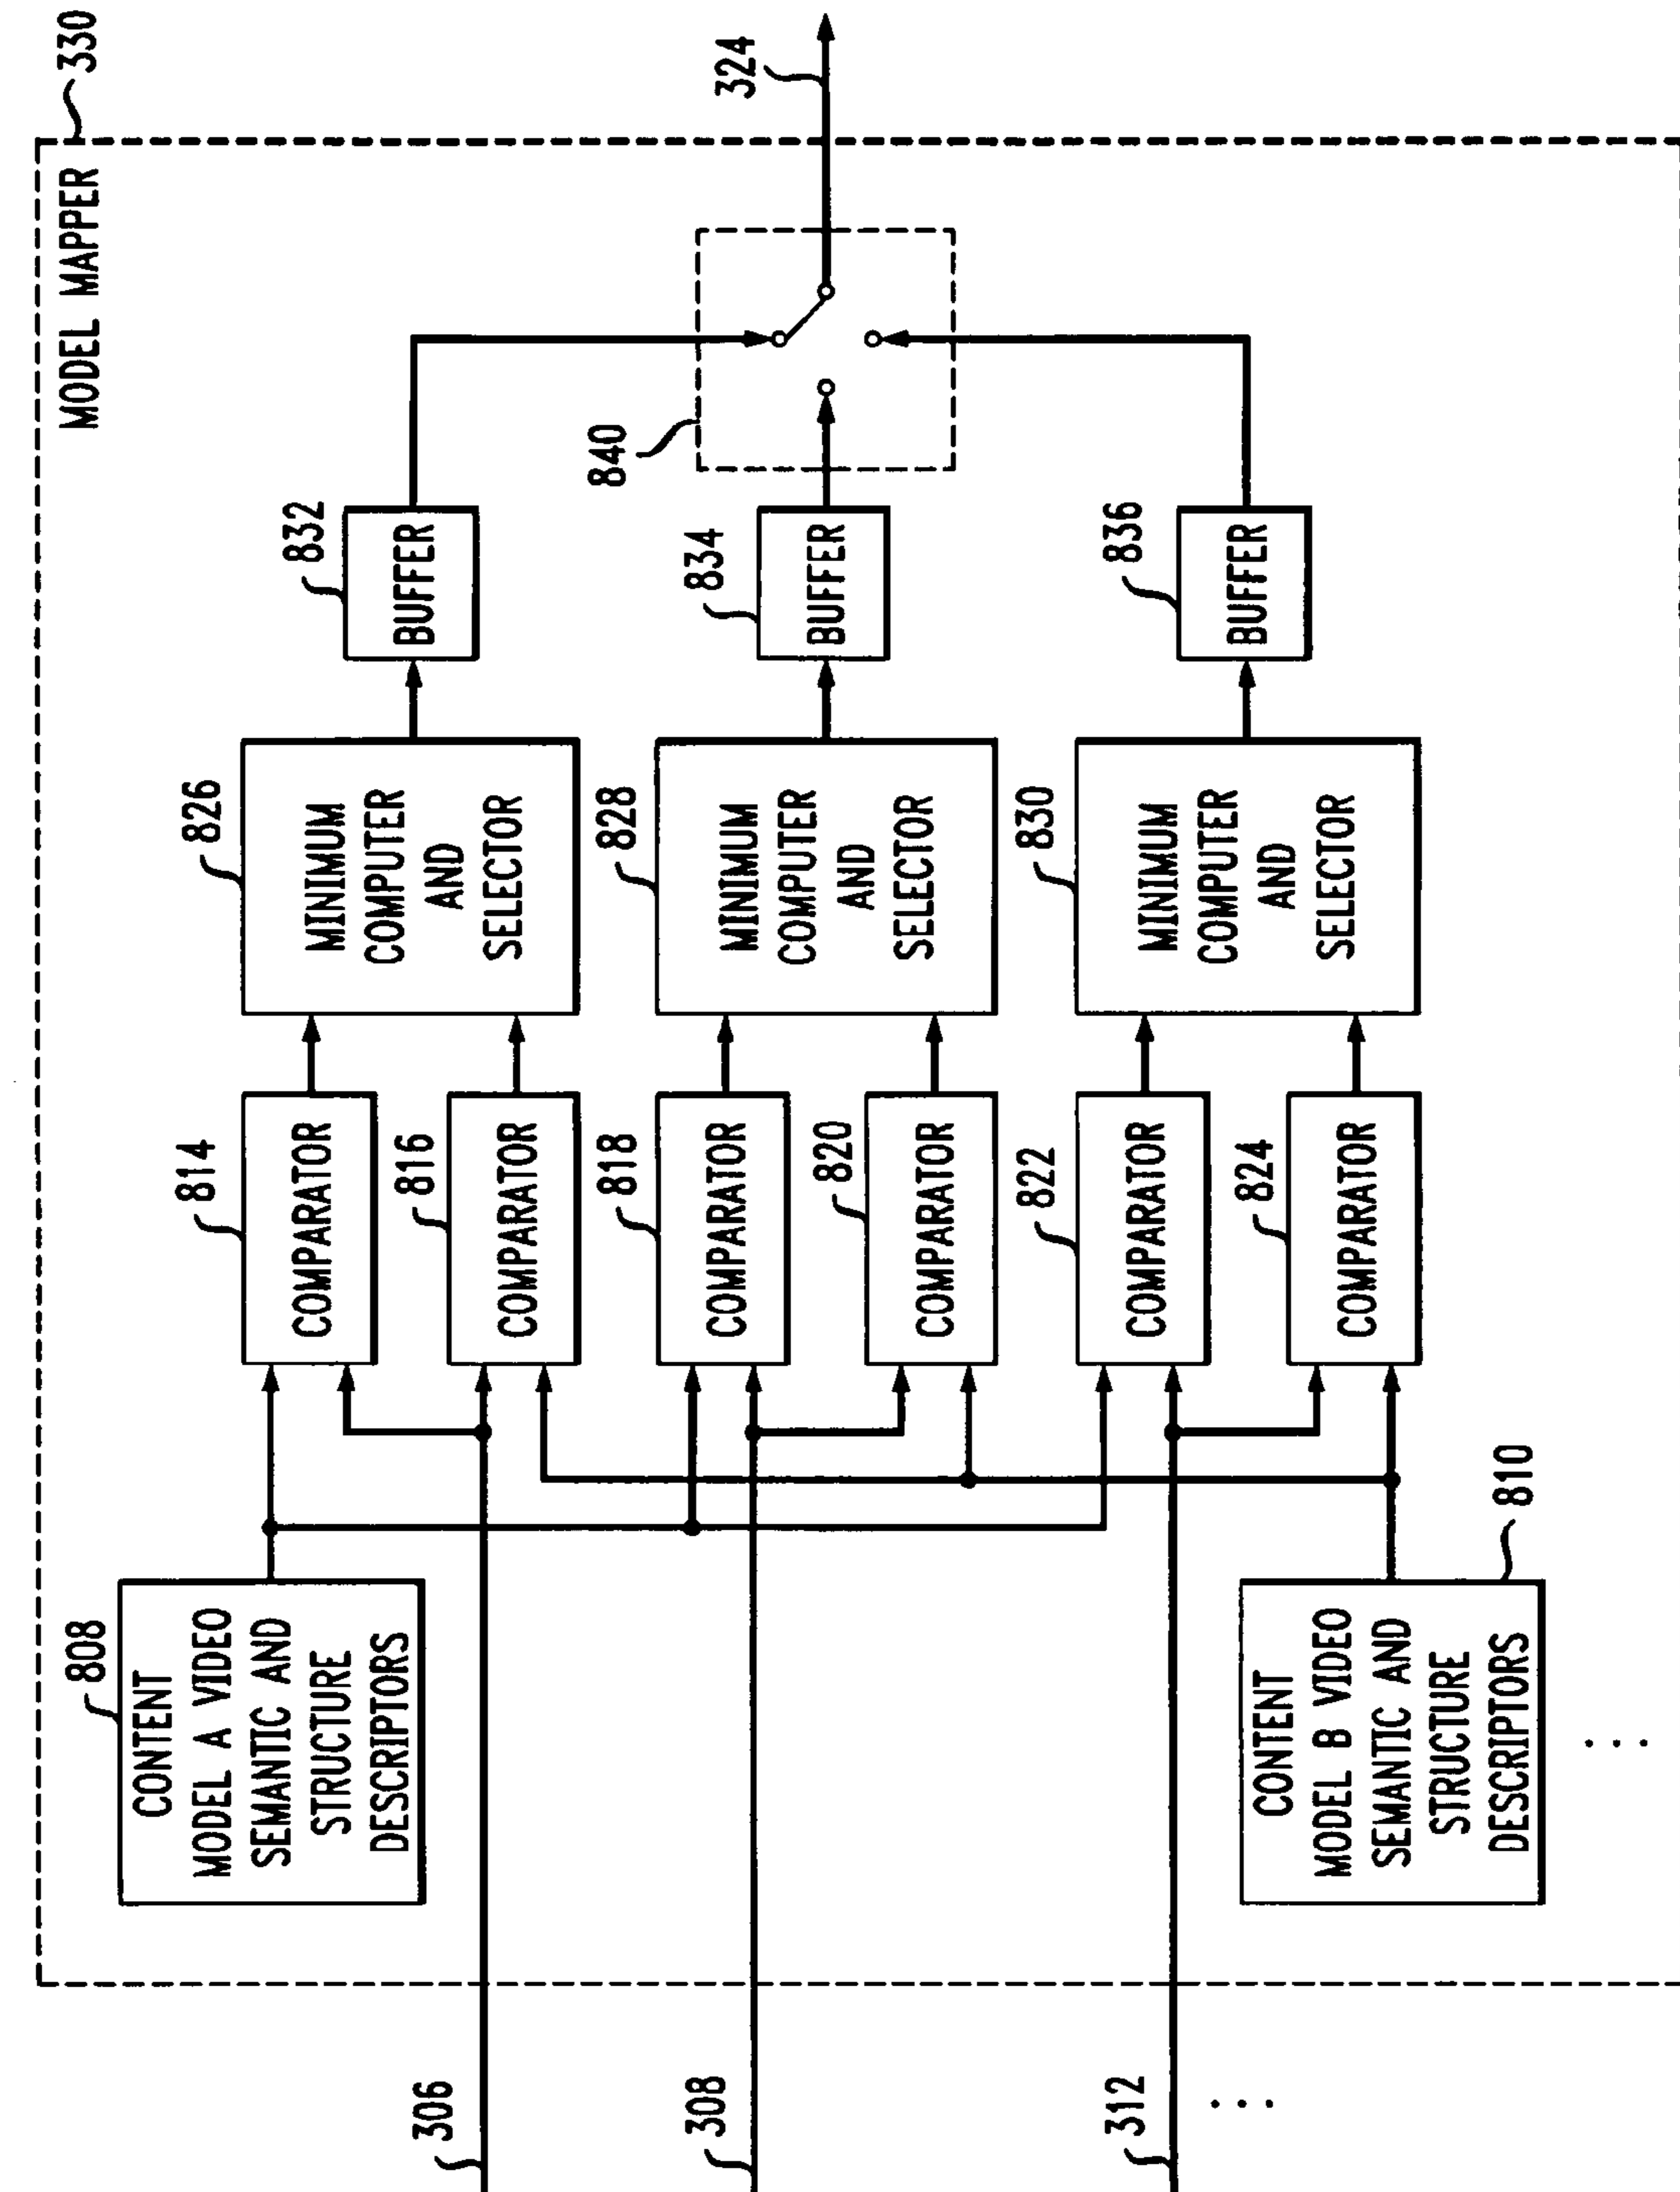 330
MODEL MAPPER
324
808
CONTENT
MODEL A VIDEO
SEMANTIC AND
STRUCTURE
DESCRIPTORS
814
COMPARATOR
826
MINIMUM
COMPUTER
AND
SELECTOR
832
BUFFER
306
816
COMPARATOR
840
308
818
COMPARATOR
828
MINIMUM
COMPUTER
AND
SELECTOR
834
BUFFER
820
COMPARATOR
312
...
822
COMPARATOR
830
MINIMUM
COMPUTER
AND
SELECTOR
836
BUFFER
824
COMPARATOR
810
CONTENT
MODEL B VIDEO
SEMANTIC AND
STRUCTURE
DESCRIPTORS
...